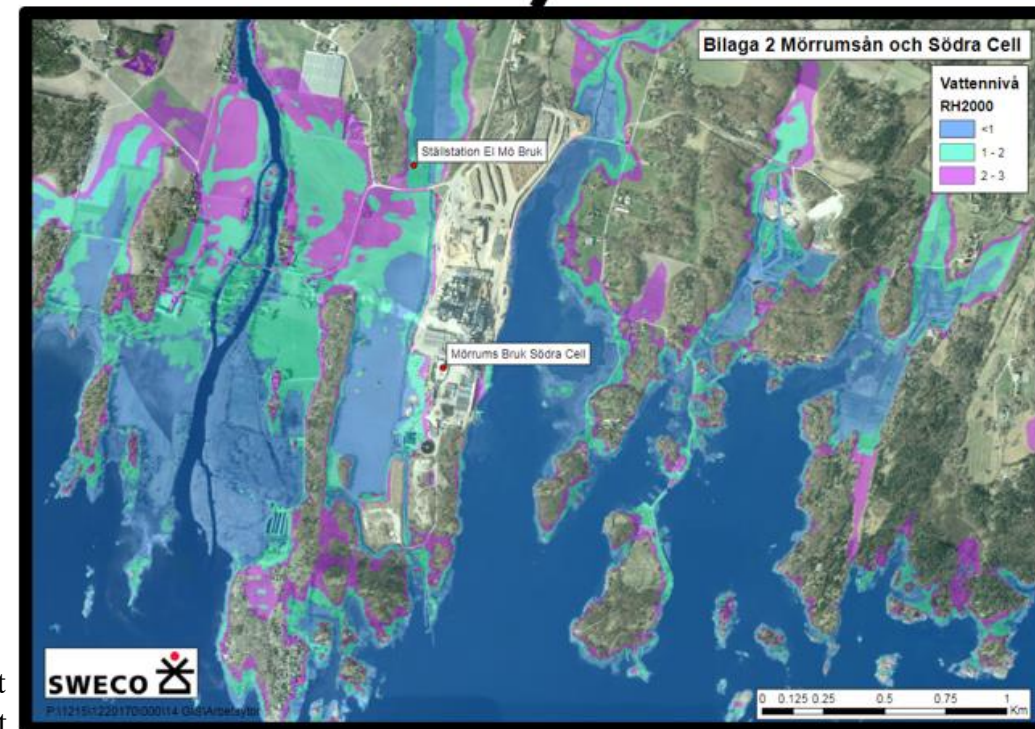 Bilaga 2 Mörrumsån och Södra Cell
Vattennivå
RH2000
<1
1 - 2
2 - 3
Ställstation El Mö Bruk
Mörrums Bruk Södra Cell
SWECO
0 0.125 0.25 0.5 0.75 1
Km
t
t